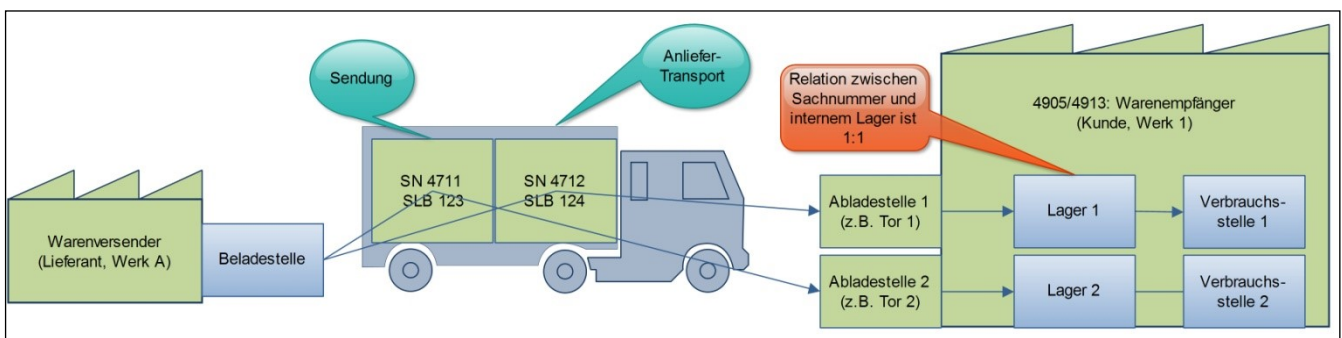 Warenversender
(Lieferant, Werk A)
Beladestelle
Sendung
Anliefer-
Transport
SN 4711
SLB 123
SN 4712
SLB 124
Relation zwischen
Sachnummer und
internem Lager ist
1:1
4905/4913: Warenempfänger
(Kunde, Werk 1)
Abladestelle 1
(z.B. Tor 1)
Lager 1
Verbrauchs-
stelle 1
Abladestelle 2
(z.B. Tor 2)
Lager 2
Verbrauchs-
stelle 2